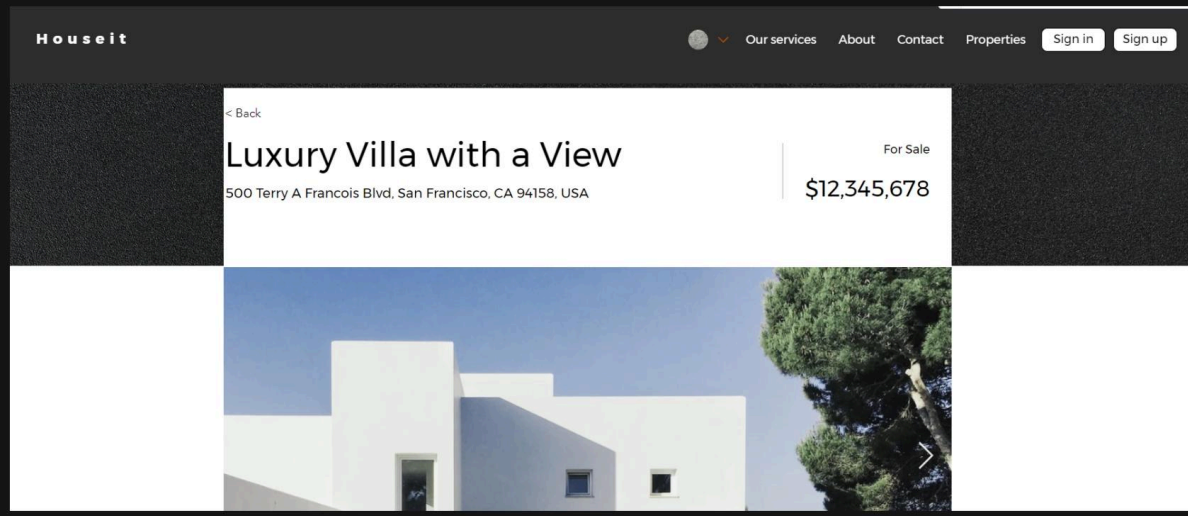 Houseit
Our services About Contact Properties Sign in Sign up
< Back
Luxury Villa with a View
500 Terry A Francois Blvd, San Francisco, CA 94158, USA
For Sale
$12,345,678